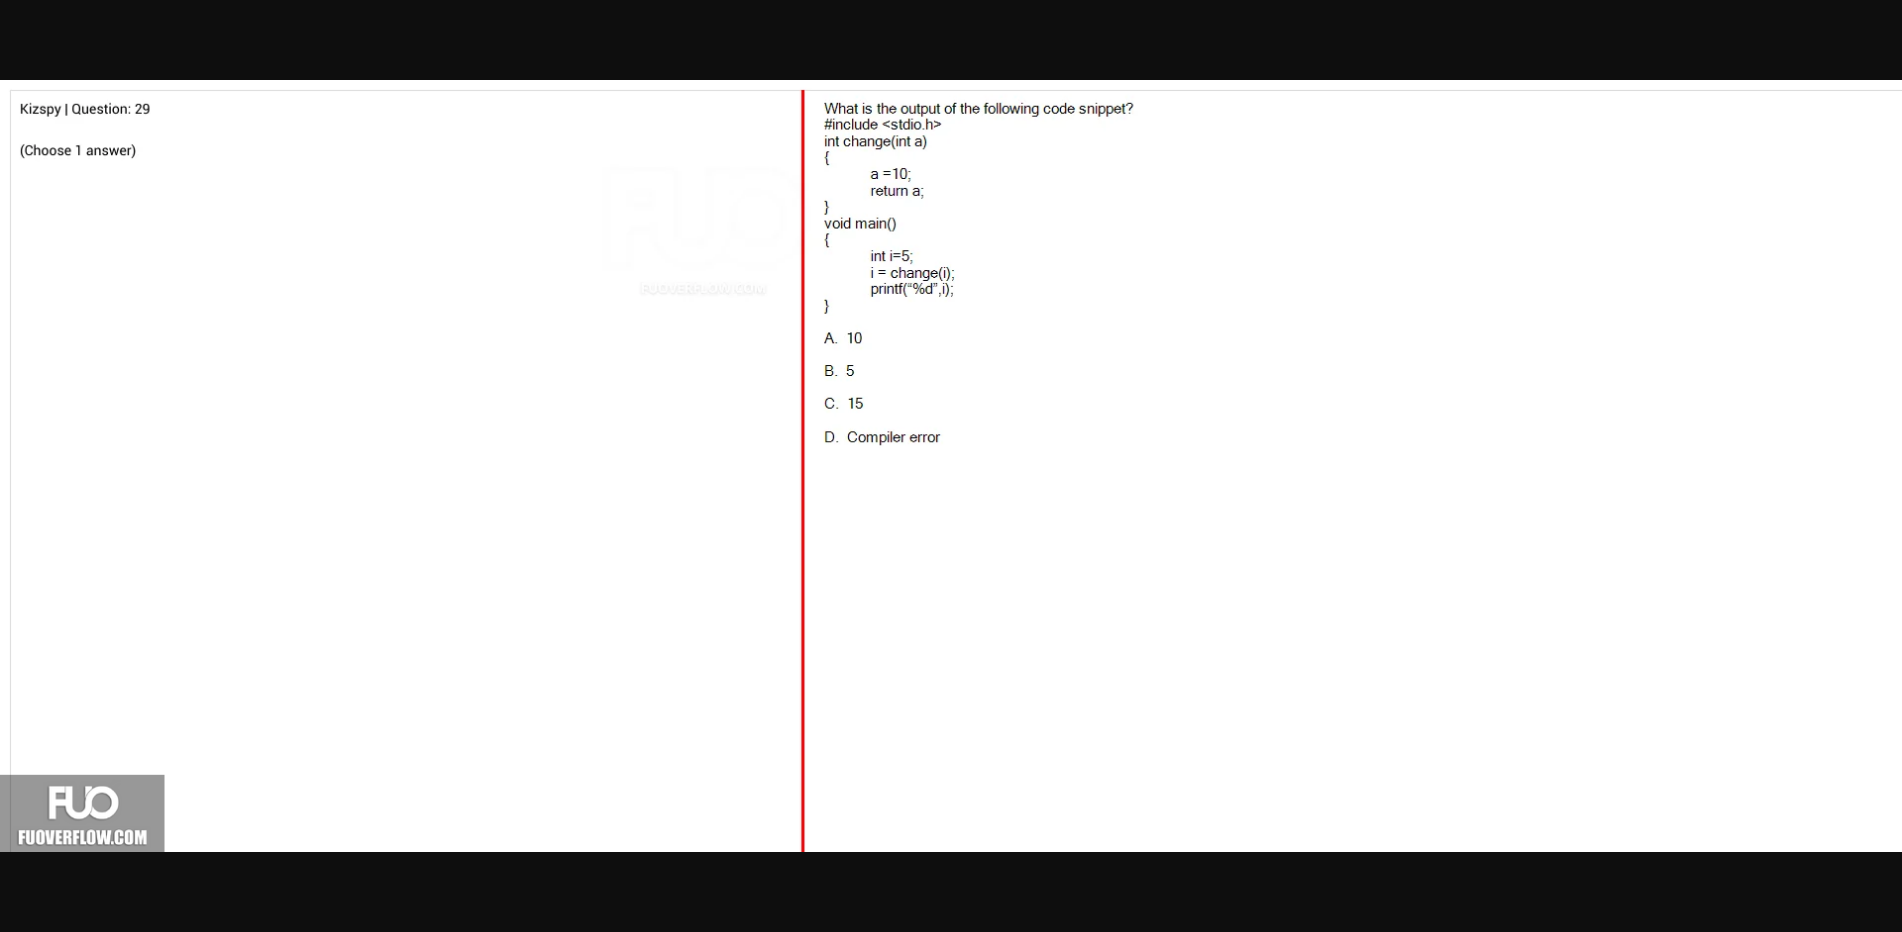 Kizspy | Question: 29
(Choose 1 answer)
FUO
FUOVERFLOW.COM
What is the output of the following code snippet?
#include <stdio.h>
int change(int a)
{
a =10;
return a;
}
void main()
{
int i=5;
i = change(i);
printf(“%d”,i);
}
A. 10
B. 5
C. 15
D. Compiler error
FUO
FUOVERFLOW.COM